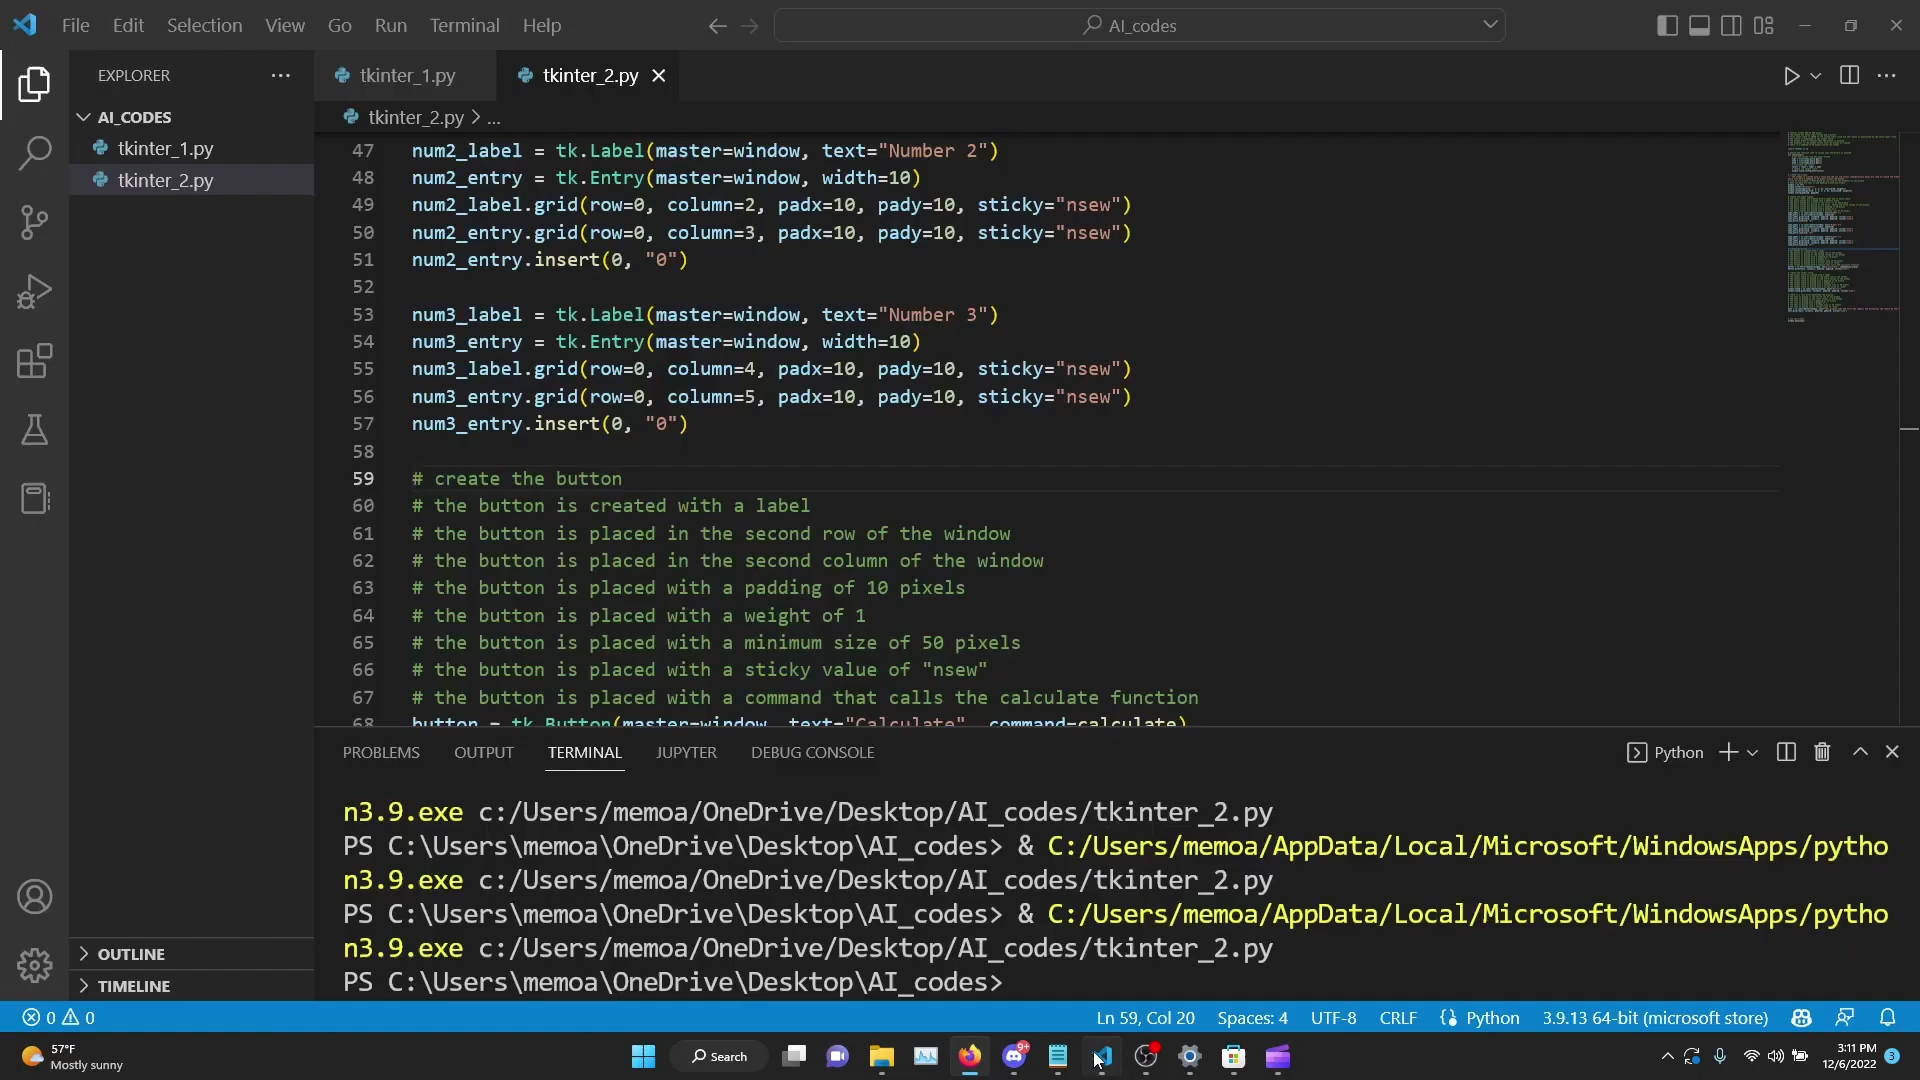 File Edit Selection View Go Run Terminal Help
AI_codes
EXPLORER
AI_CODES
tkinter_1.py
tkinter_2.py
OUTLINE
TIMELINE
tkinter_1.py
tkinter_2.py
tkinter_2.py > ...
47 num2_label = tk.Label(master=window, text="Number 2")
48 num2_entry = tk.Entry(master=window, width=10)
49 num2_label.grid(row=0, column=2, padx=10, pady=10, sticky="nsew")
50 num2_entry.grid(row=0, column=3, padx=10, pady=10, sticky="nsew")
51 num2_entry.insert(0, "0")
52
53 num3_label = tk.Label(master=window, text="Number 3")
54 num3_entry = tk.Entry(master=window, width=10)
55 num3_label.grid(row=0, column=4, padx=10, pady=10, sticky="nsew")
56 num3_entry.grid(row=0, column=5, padx=10, pady=10, sticky="nsew")
57 num3_entry.insert(0, "0")
58
59 # create the button
60 # the button is created with a label
61 # the button is placed in the second row of the window
62 # the button is placed in the second column of the window
63 # the button is placed with a padding of 10 pixels
64 # the button is placed with a weight of 1
65 # the button is placed with a minimum size of 50 pixels
66 # the button is placed with a sticky value of "nsew"
67 # the button is placed with a command that calls the calculate function
68 button = tk.Button(master=window, text="Calculate", command=calculate)
PROBLEMS OUTPUT TERMINAL JUPYTER DEBUG CONSOLE
Python
n3.9.exe c:/Users/memoa/OneDrive/Desktop/AI_codes/tkinter_2.py
PS C:\Users\memoa\OneDrive\Desktop\AI_codes> & C:/Users/memoa/AppData/Local/Microsoft/WindowsApps/pytho
n3.9.exe c:/Users/memoa/OneDrive/Desktop/AI_codes/tkinter_2.py
PS C:\Users\memoa\OneDrive\Desktop\AI_codes> & C:/Users/memoa/AppData/Local/Microsoft/WindowsApps/pytho
n3.9.exe c:/Users/memoa/OneDrive/Desktop/AI_codes/tkinter_2.py
PS C:\Users\memoa\OneDrive\Desktop\AI_codes>
0 0
Ln 59, Col 20 Spaces: 4 UTF-8 CRLF Python 3.9.13 64-bit (microsoft store)
57°F
Mostly sunny
Search
9+
3:11 PM
12/6/2022
3